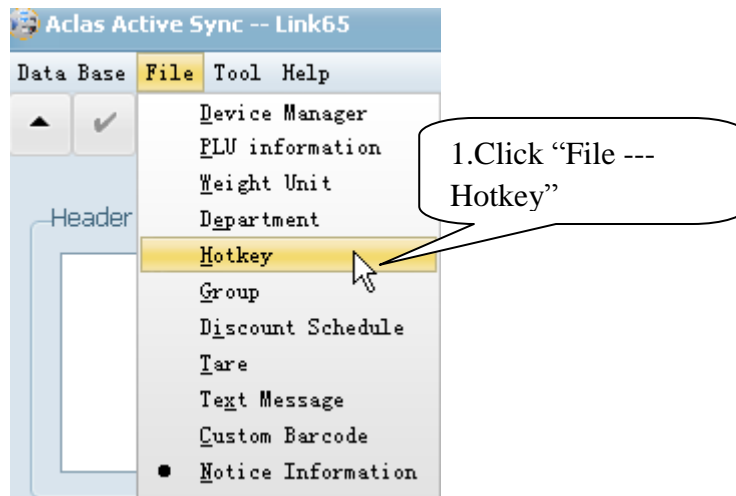 Aclas Active Sync -- Link65
Data Base File Tool Help
Device Manager
PLU information
Weight Unit
Header
Department
Hotkey
Group
Discount Schedule
Tare
Text Message
Custom Barcode
Notice Information
1.Click “File ---
Hotkey”